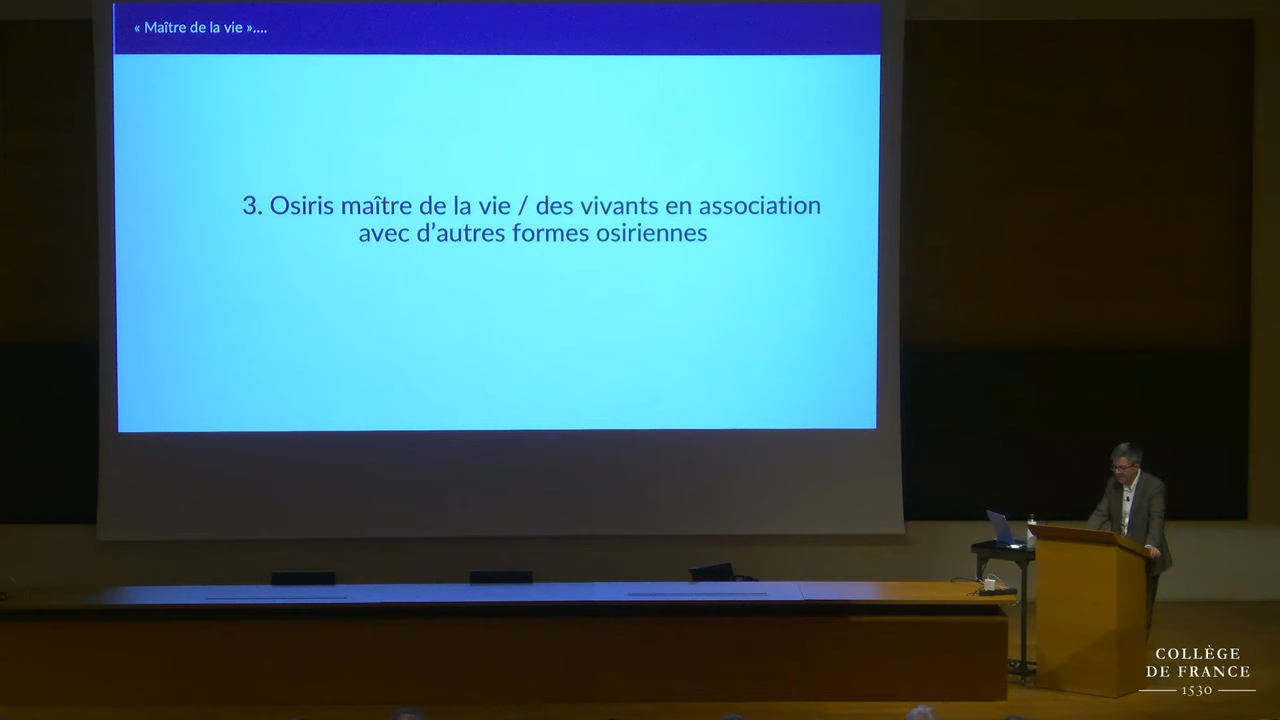 « Maître de la vie »....
3. Osiris maître de la vie / des vivants en association
avec d’autres formes osiriennes
COLLÈGE
DE FRANCE
1530